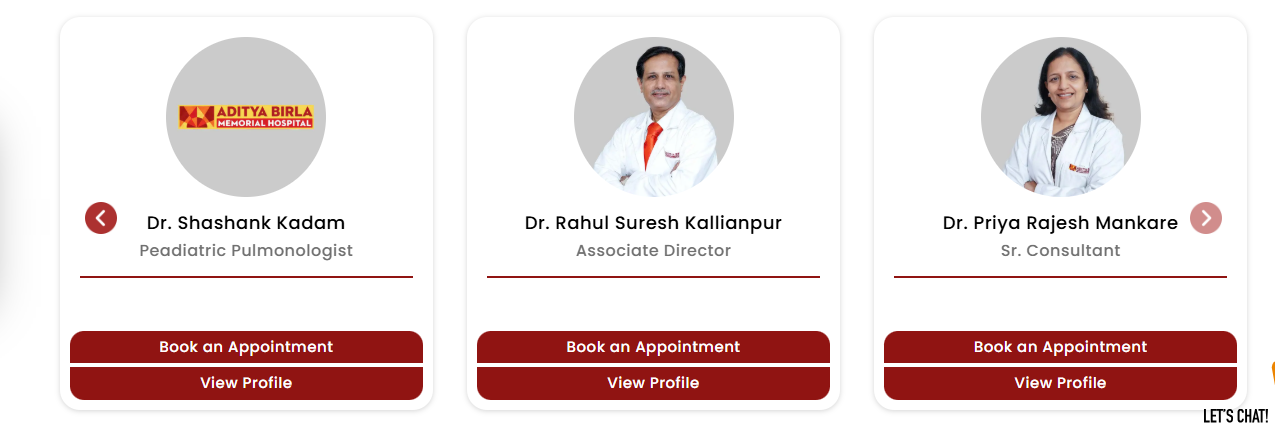 ADITYA BIRLA
MEMORIAL HOSPITAL
Dr. Shashank Kadam
Peadiatric Pulmonologist
Book an Appointment
View Profile
Dr. Rahul Suresh Kallianpur
Associate Director
Book an Appointment
View Profile
Dr. Priya Rajesh Mankare
Sr. Consultant
Book an Appointment
View Profile
LET'S CHAT!